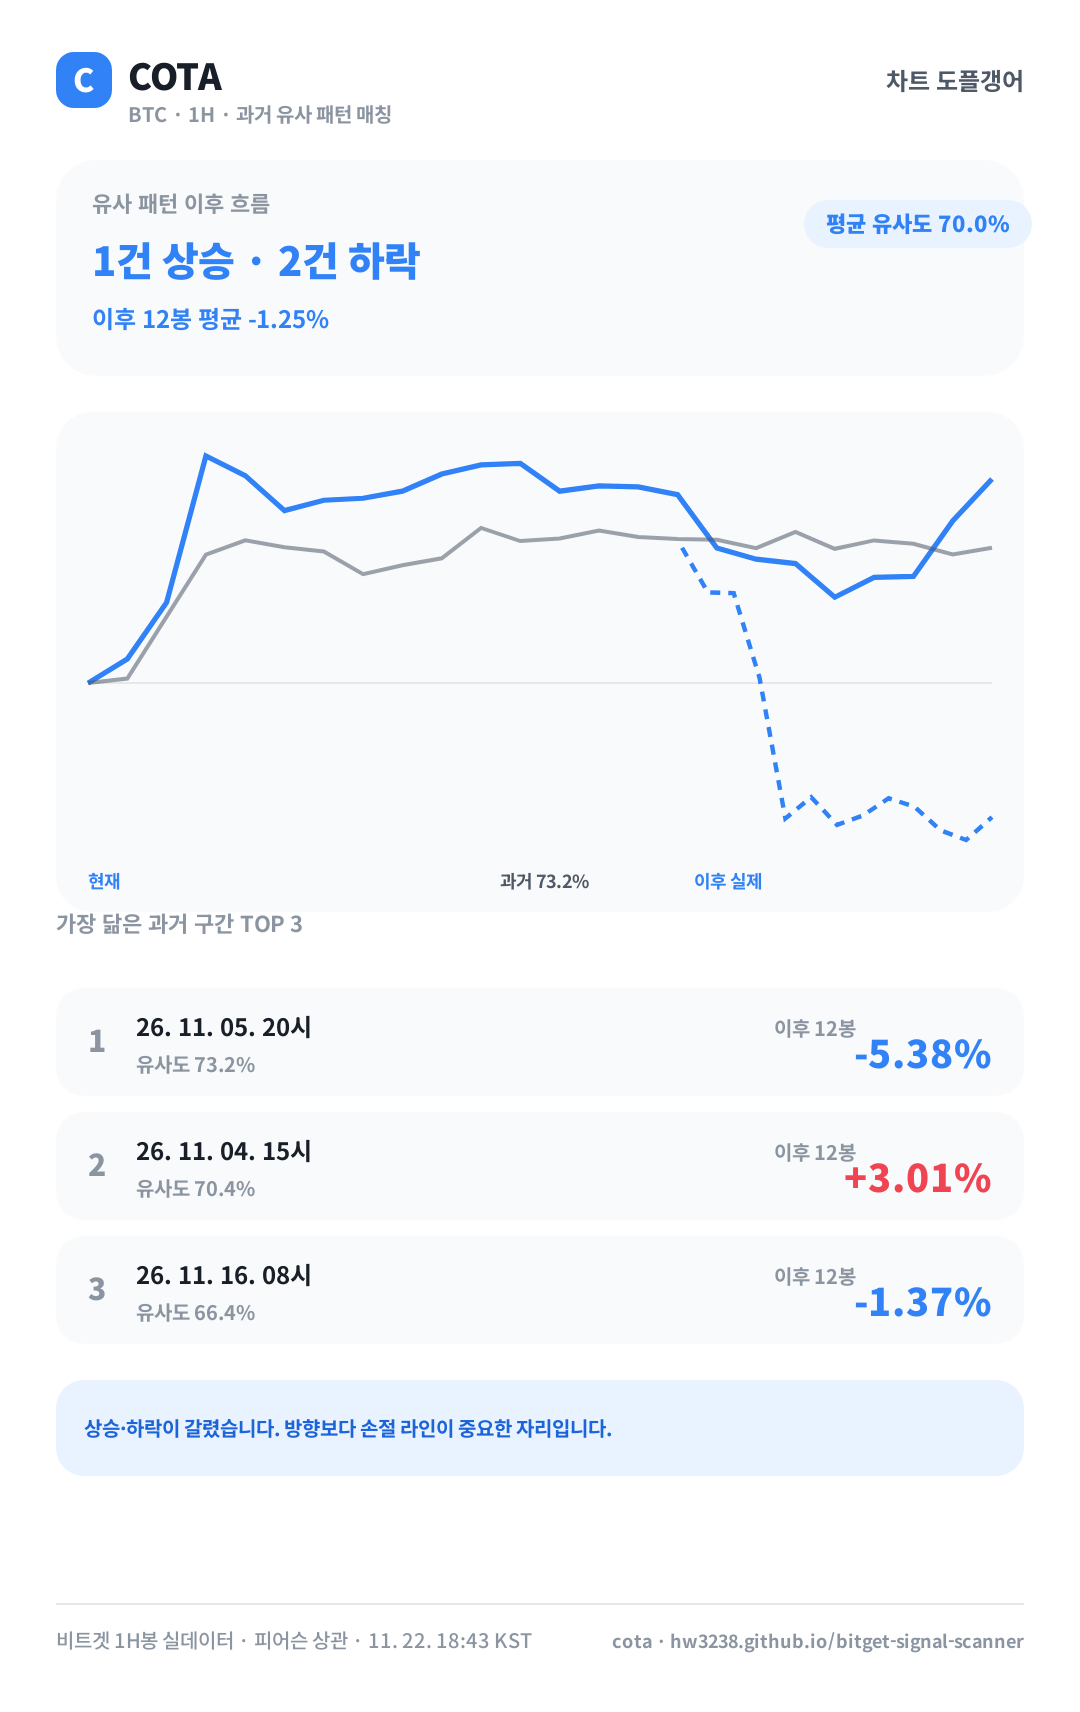 C
COTA
BTC · 1H · 과거 유사 패턴 매칭
차트 도플갱어
유사 패턴 이후 흐름
평균 유사도 70.0%
1건 상승 · 2건 하락
이후 12봉 평균 -1.25%
현재
과거 73.2%
이후 실제
가장 닮은 과거 구간 TOP 3
1
26. 11. 05. 20시
유사도 73.2%
이후 12봉
-5.38%
2
26. 11. 04. 15시
유사도 70.4%
이후 12봉
+3.01%
3
26. 11. 16. 08시
유사도 66.4%
이후 12봉
-1.37%
상승·하락이 갈렸습니다. 방향보다 손절 라인이 중요한 자리입니다.
비트겟 1H봉 실데이터 · 피어슨 상관 · 11. 22. 18:43 KST
cota · hw3238.github.io/bitget-signal-scanner